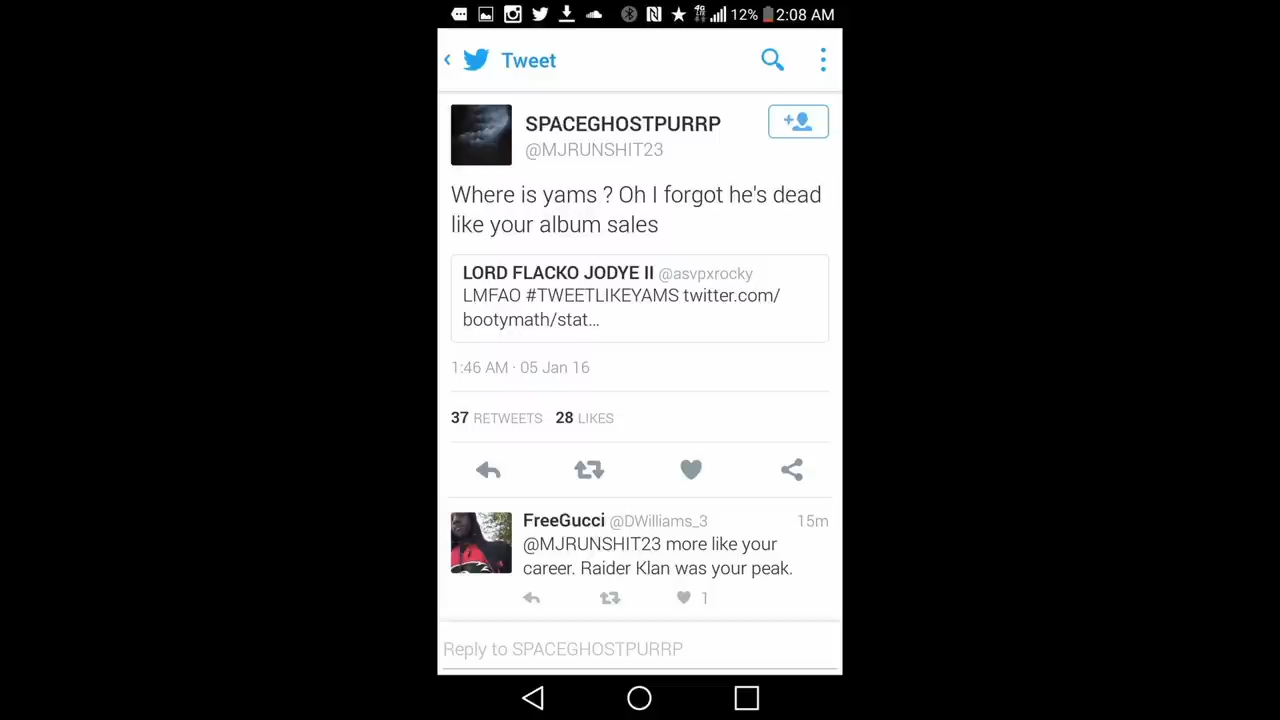 12% 2:08 AM
Tweet
SPACEGHOSTPURRP
@MJRUNSHIT23
Where is yams ? Oh I forgot he's dead
like your album sales
LORD FLACKO JODYE II @asvpxrocky
LMFAO #TWEETLIKEYAMS twitter.com/
bootymath/stat...
1:46 AM · 05 Jan 16
37 RETWEETS 28 LIKES
FreeGucci @DWilliams_3 15m
@MJRUNSHIT23 more like your
career. Raider Klan was your peak.
1
Reply to SPACEGHOSTPURRP